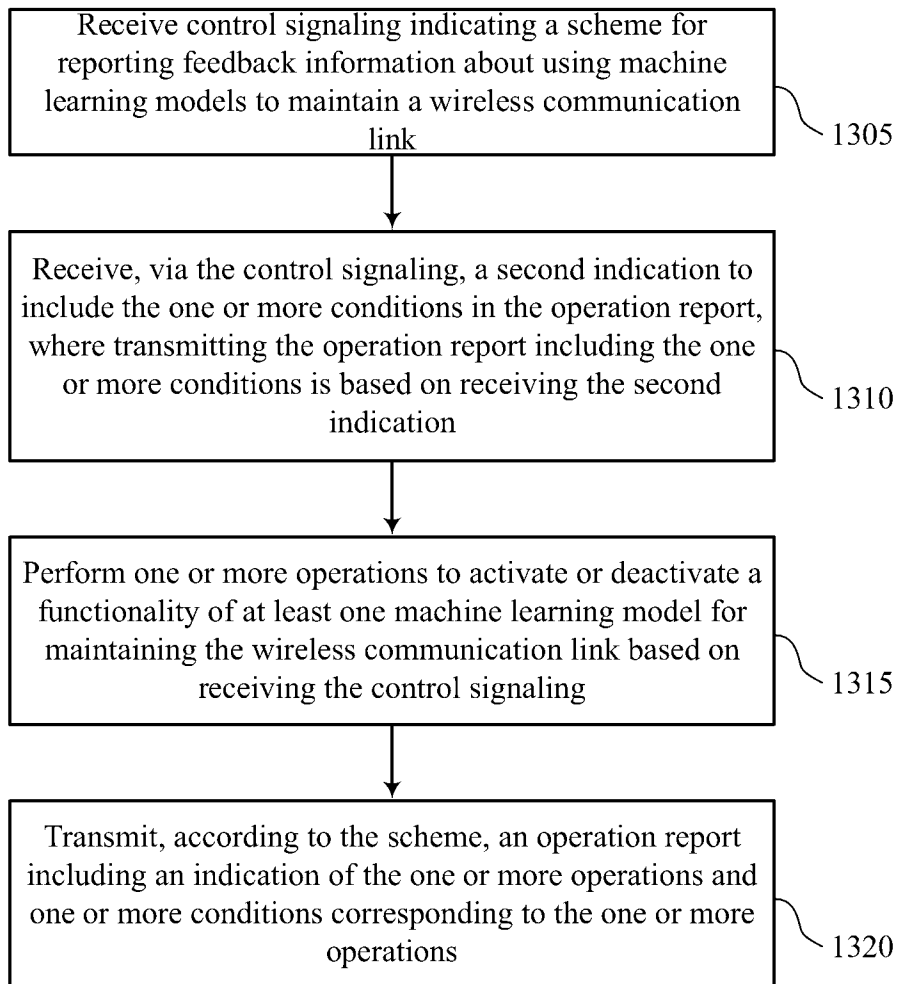 Receive control signaling indicating a scheme for
reporting feedback information about using machine
learning models to maintain a wireless communication
link
1305
Receive, via the control signaling, a second indication to
include the one or more conditions in the operation report,
where transmitting the operation report including the one
or more conditions is based on receiving the second
indication
1310
Perform one or more operations to activate or deactivate a
functionality of at least one machine learning model for
maintaining the wireless communication link based on
receiving the control signaling
1315
Transmit, according to the scheme, an operation report
including an indication of the one or more operations and
one or more conditions corresponding to the one or more
operations
1320